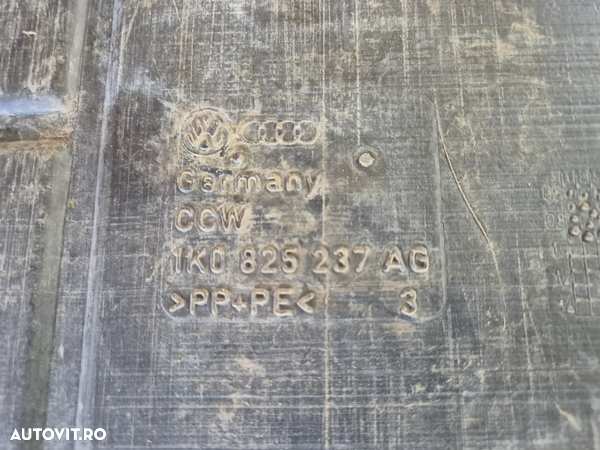 Germany
CCW
1K0 825 237 AG
>PP+PE< 3
AUTOVIT.RO